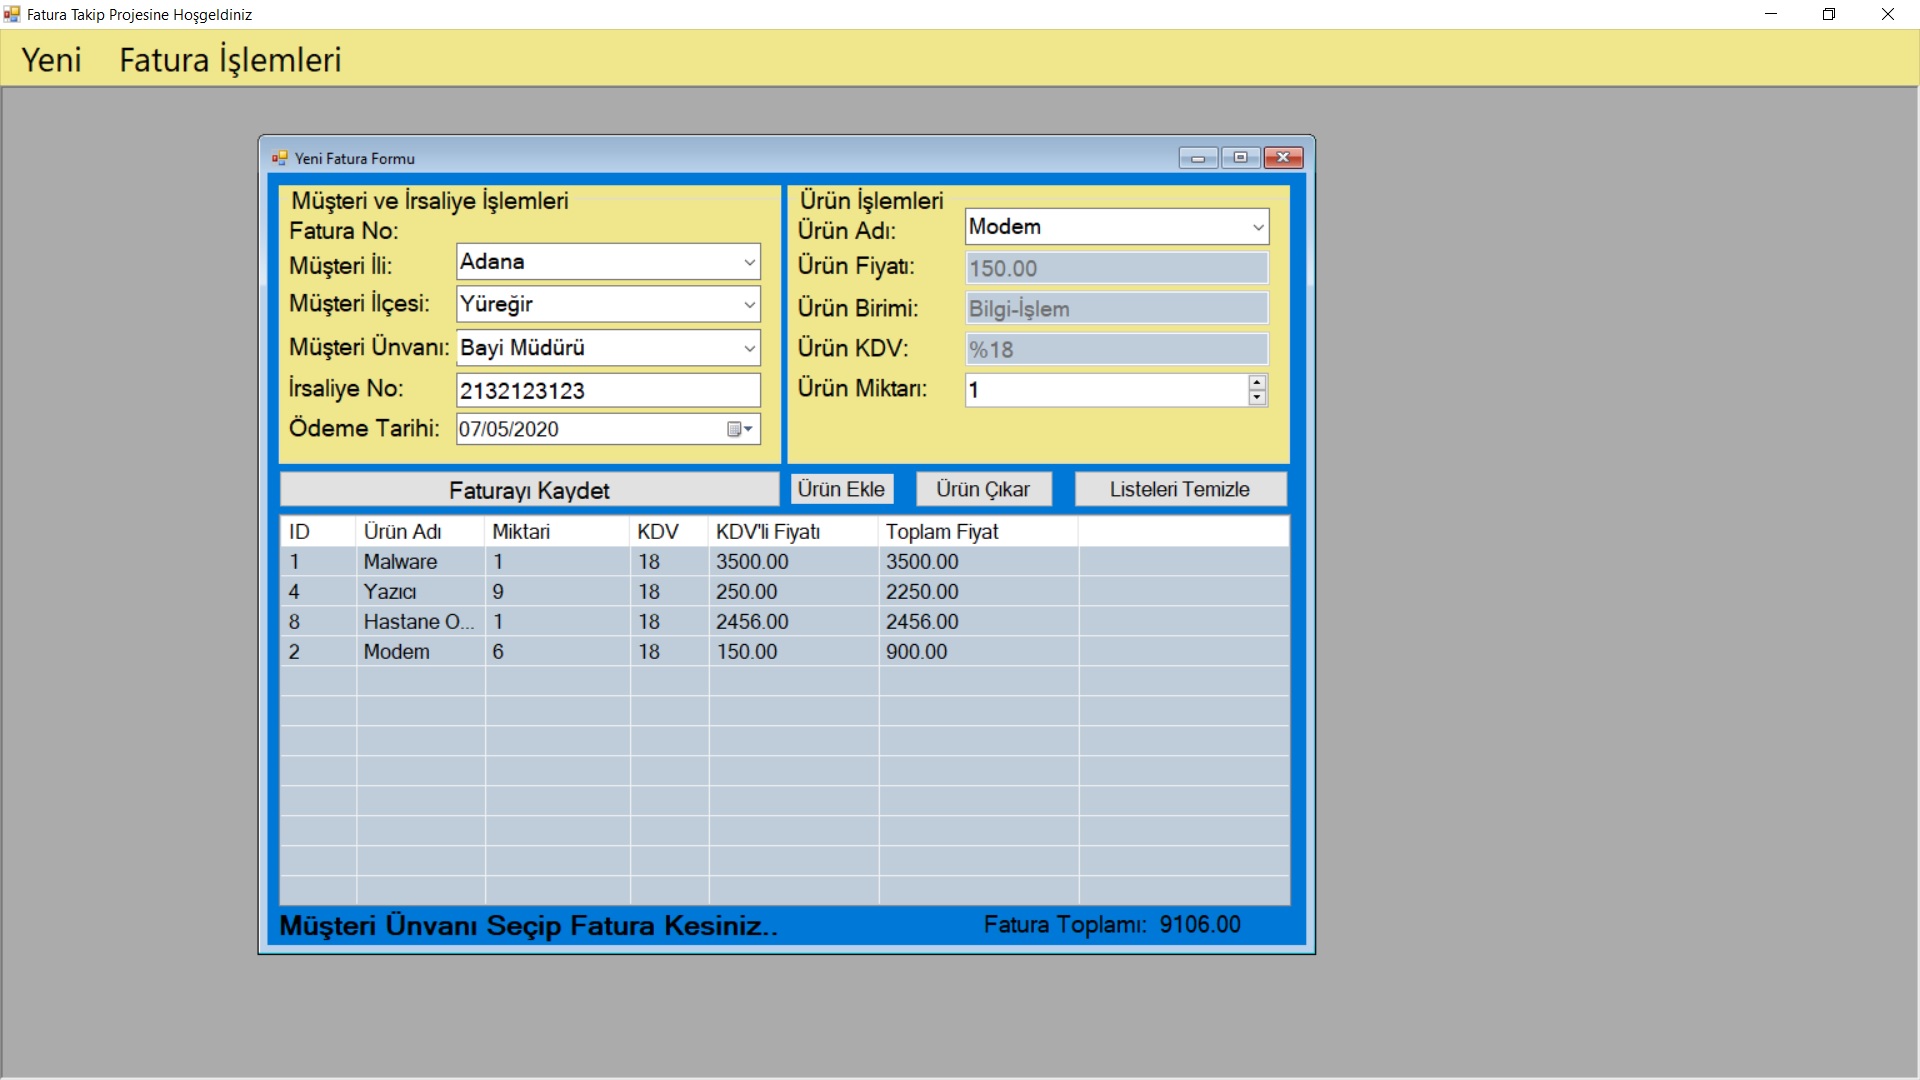 Fatura Takip Projesine Hoşgeldiniz
Yeni Fatura İşlemleri
Yeni Fatura Formu
Müşteri ve İrsaliye İşlemleri
Fatura No:
Müşteri İli: Adana
Müşteri İlçesi: Yüreğir
Müşteri Ünvanı: Bayi Müdürü
İrsaliye No: 2132123123
Ödeme Tarihi: 07/05/2020
Ürün İşlemleri
Ürün Adı: Modem
Ürün Fiyatı: 150.00
Ürün Birimi: Bilgi-İşlem
Ürün KDV: %18
Ürün Miktarı: 1
Faturayı Kaydet Ürün Ekle Ürün Çıkar Listeleri Temizle
ID Ürün Adı Miktari KDV KDV'li Fiyatı Toplam Fiyat
1 Malware 1 18 3500.00 3500.00
4 Yazıcı 9 18 250.00 2250.00
8 Hastane O... 1 18 2456.00 2456.00
2 Modem 6 18 150.00 900.00
Müşteri Ünvanı Seçip Fatura Kesiniz.. Fatura Toplamı: 9106.00